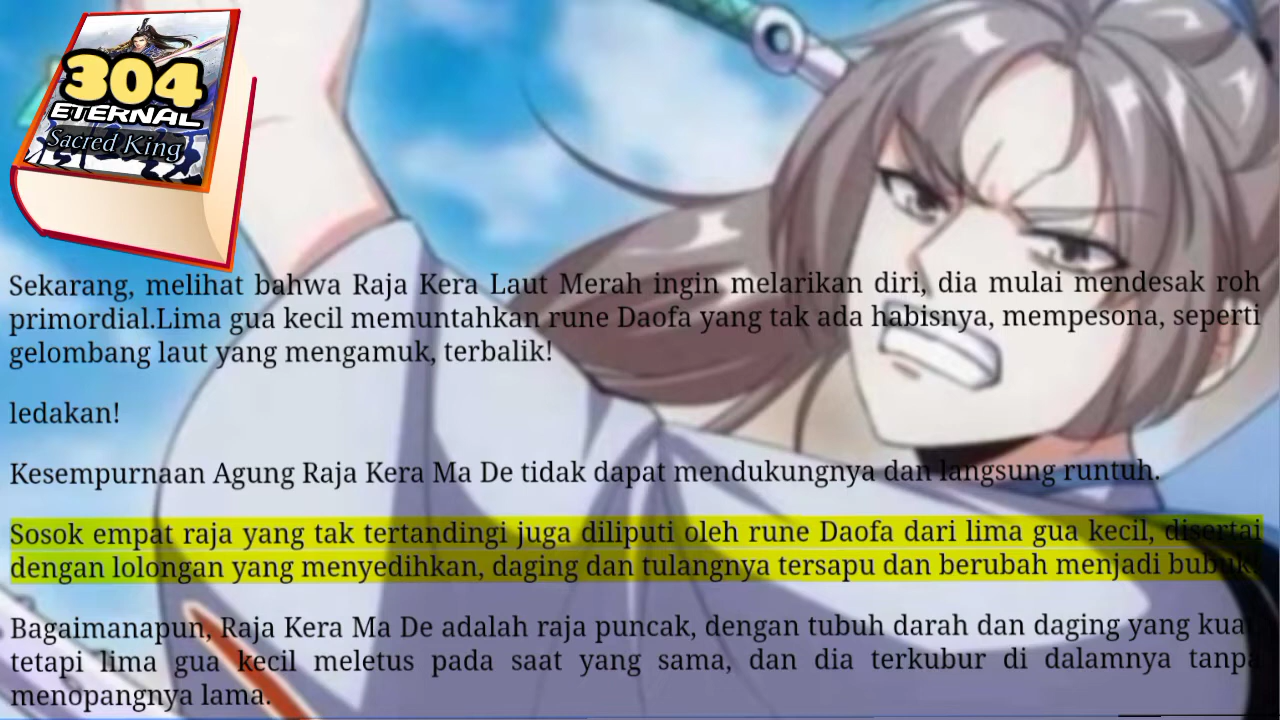 304
ETERNAL
Sacred King
Sekarang, melihat bahwa Raja Kera Laut Merah ingin melarikan diri, dia mulai mendesak roh
primordial.Lima gua kecil memuntahkan rune Daofa yang tak ada habisnya, mempesona, seperti
gelombang laut yang mengamuk, terbalik!
ledakan!
Kesempurnaan Agung Raja Kera Ma De tidak dapat mendukungnya dan langsung runtuh.
Sosok empat raja yang tak tertandingi juga diliputi oleh rune Daofa dari lima gua kecil, disertai
dengan lolongan yang menyedihkan, daging dan tulangnya tersapu dan berubah menjadi bubuk!
Bagaimanapun, Raja Kera Ma De adalah raja puncak, dengan tubuh darah dan daging yang kuat,
tetapi lima gua kecil meletus pada saat yang sama, dan dia terkubur di dalamnya tanpa
menopangnya lama.